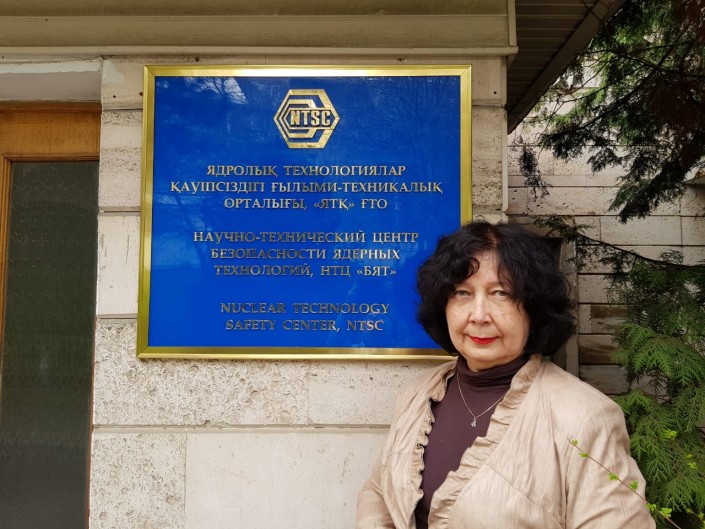 NTSC
ЯДРОЛЫҚ ТЕХНОЛОГИЯЛАР
ҚАУІПСІЗДІГІ ҒЫЛЫМИ-ТЕХНИКАЛЫҚ
ОРТАЛЫҒЫ, «ЯТҚ» ҒТО
НАУЧНО-ТЕХНИЧЕСКИЙ ЦЕНТР
БЕЗОПАСНОСТИ ЯДЕРНЫХ
ТЕХНОЛОГИЙ, НТЦ «БЯТ»
NUCLEAR TECHNOLOGY
SAFETY CENTER, NTSC